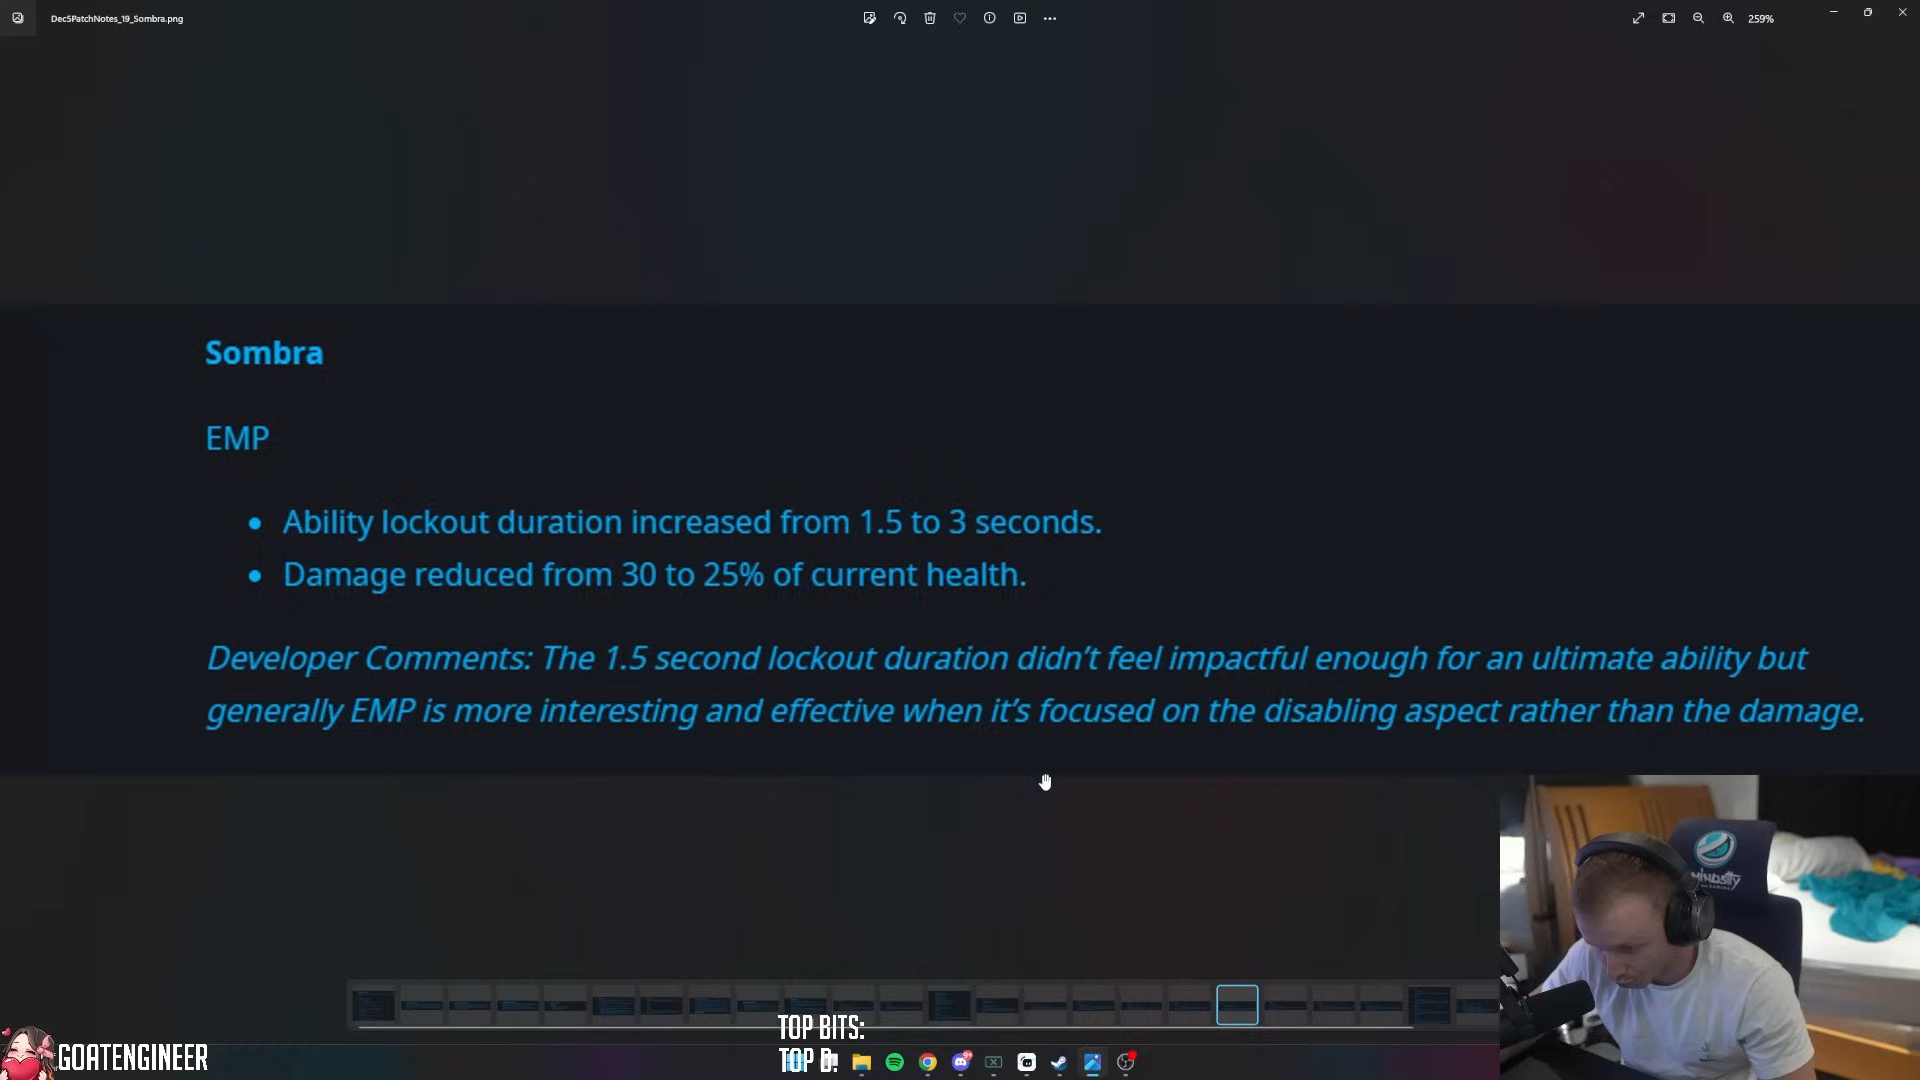 DecSPatchNotes_19_Sombra.png
259%
Sombra
EMP
Ability lockout duration increased from 1.5 to 3 seconds.
Damage reduced from 30 to 25% of current health.
Developer Comments: The 1.5 second lockout duration didn't feel impactful enough for an ultimate ability but
generally EMP is more interesting and effective when it's focused on the disabling aspect rather than the damage.
TOP BITS:
TOP D:
GOATENGINEER